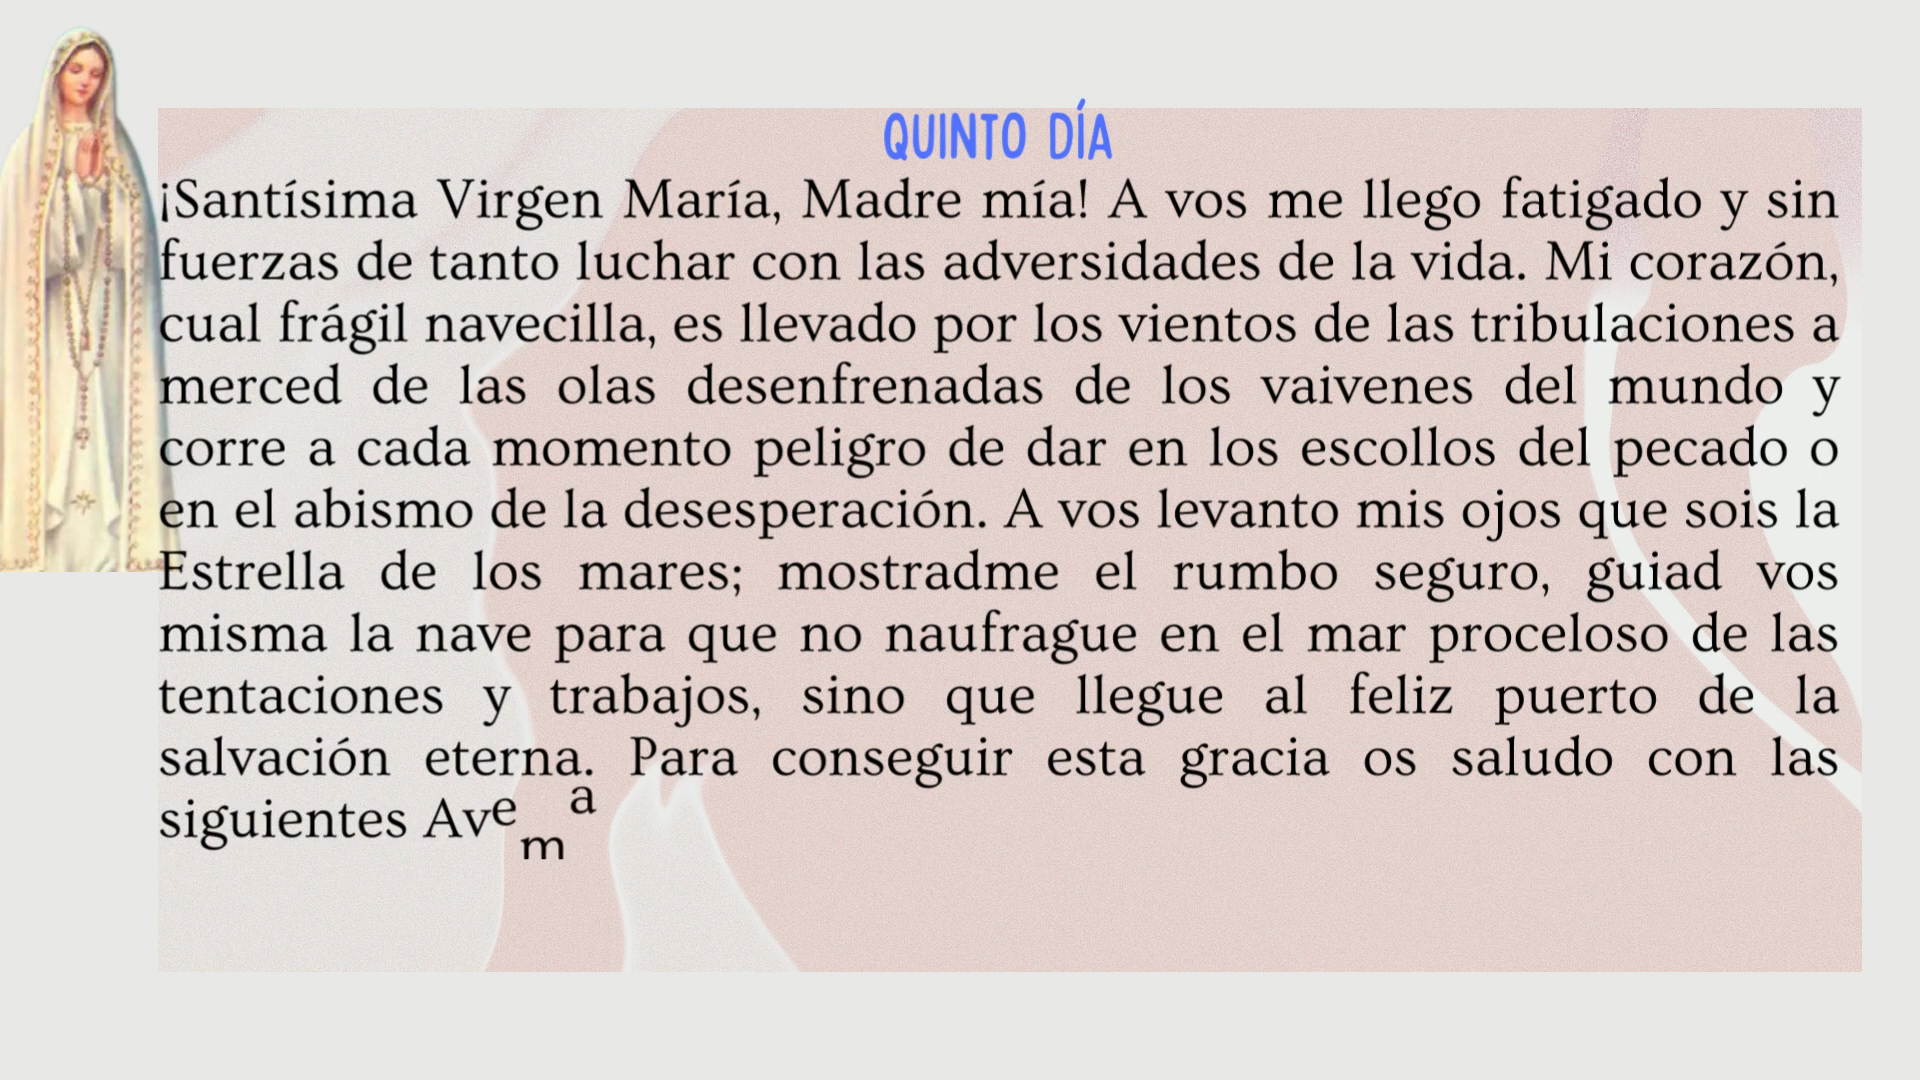 QUINTO DÍA
¡Santísima Virgen María, Madre mía! A vos me llego fatigado y sin
fuerzas de tanto luchar con las adversidades de la vida. Mi corazón,
cual frágil navecilla, es llevado por los vientos de las tribulaciones a
merced de las olas desenfrenadas de los vaivenes del mundo y
corre a cada momento peligro de dar en los escollos del pecado o
en el abismo de la desesperación. A vos levanto mis ojos que sois la
Estrella de los mares; mostradme el rumbo seguro, guiad vos
misma la nave para que no naufrague en el mar proceloso de las
tentaciones y trabajos, sino que llegue al feliz puerto de la
salvación eterna. Para conseguir esta gracia os saludo con las
siguientes Ave ma